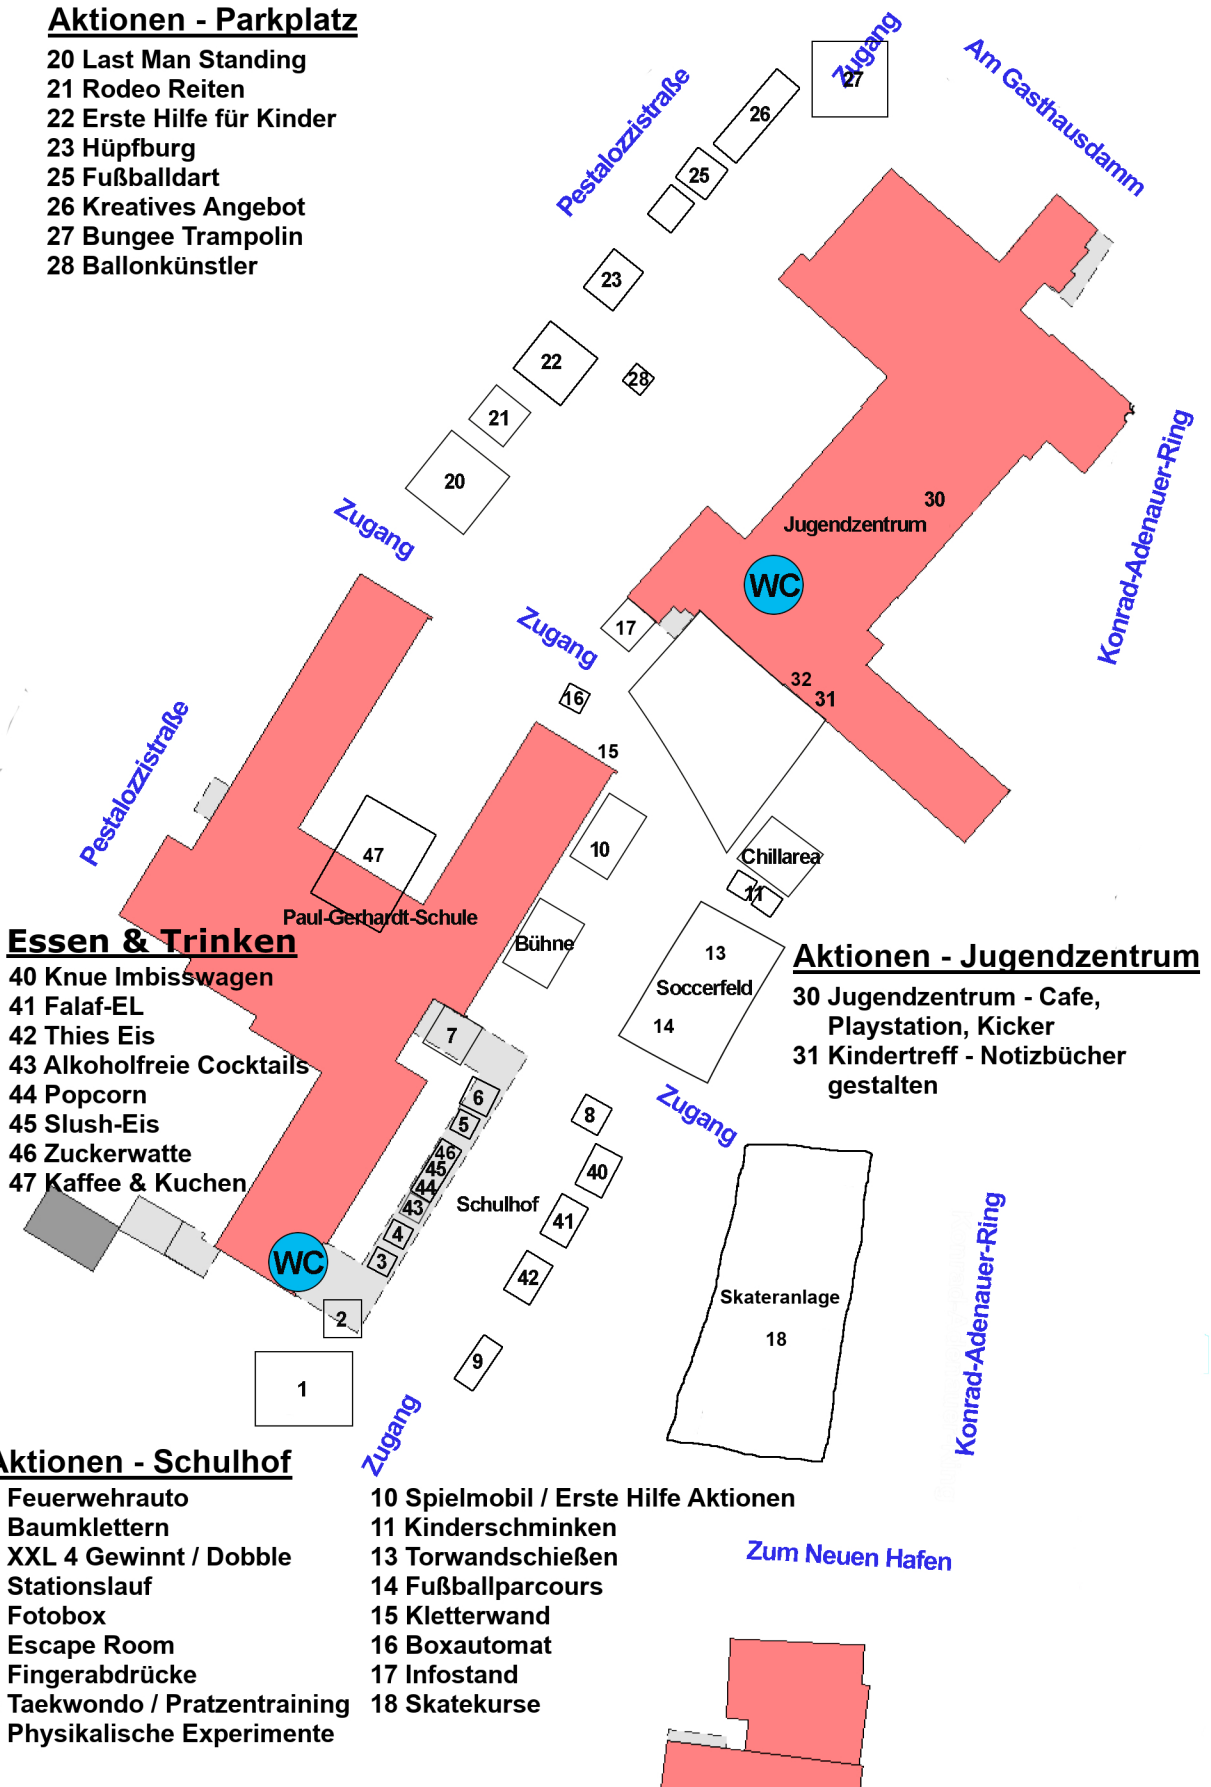 Aktionen - Parkplatz
20 Last Man Standing
21 Rodeo Reiten
22 Erste Hilfe für Kinder
23 Hüpfburg
25 Fußballdart
26 Kreatives Angebot
27 Bungee Trampolin
28 Ballonkünstler
Zugang
27
Am Gasthausdamm
Pestalozzistraße
26
25
23
22
28
21
20
Zugang
30
Jugendzentrum
WC
Konrad-Adenauer-Ring
17
Zugang
16
32
31
15
Pestalozzistraße
10
47
Chillarea
11
Paul-Gerhardt-Schule
Bühne
13
Soccerfeld
14
Essen & Trinken
40 Knue Imbisswagen
41 Falaf-EL
42 Thies Eis
43 Alkoholfreie Cocktails
44 Popcorn
45 Slush-Eis
46 Zuckerwatte
47 Kaffee & Kuchen
Aktionen - Jugendzentrum
30 Jugendzentrum - Cafe,
Playstation, Kicker
31 Kindertreff - Notizbücher
gestalten
7
6
5
46
45
44
43
4
3
Schulhof
8
40
41
42
9
Zugang
WC
2
1
Skateranlage
18
Konrad-Adenauer-Ring
Zugang
Aktionen - Schulhof
Feuerwehrauto
Baumklettern
XXL 4 Gewinnt / Dobble
Stationslauf
Fotobox
Escape Room
Fingerabdrücke
Taekwondo / Pratzentraining
Physikalische Experimente
10 Spielmobil / Erste Hilfe Aktionen
11 Kinderschminken
13 Torwandschießen
14 Fußballparcours
15 Kletterwand
16 Boxautomat
17 Infostand
18 Skatekurse
Zum Neuen Hafen